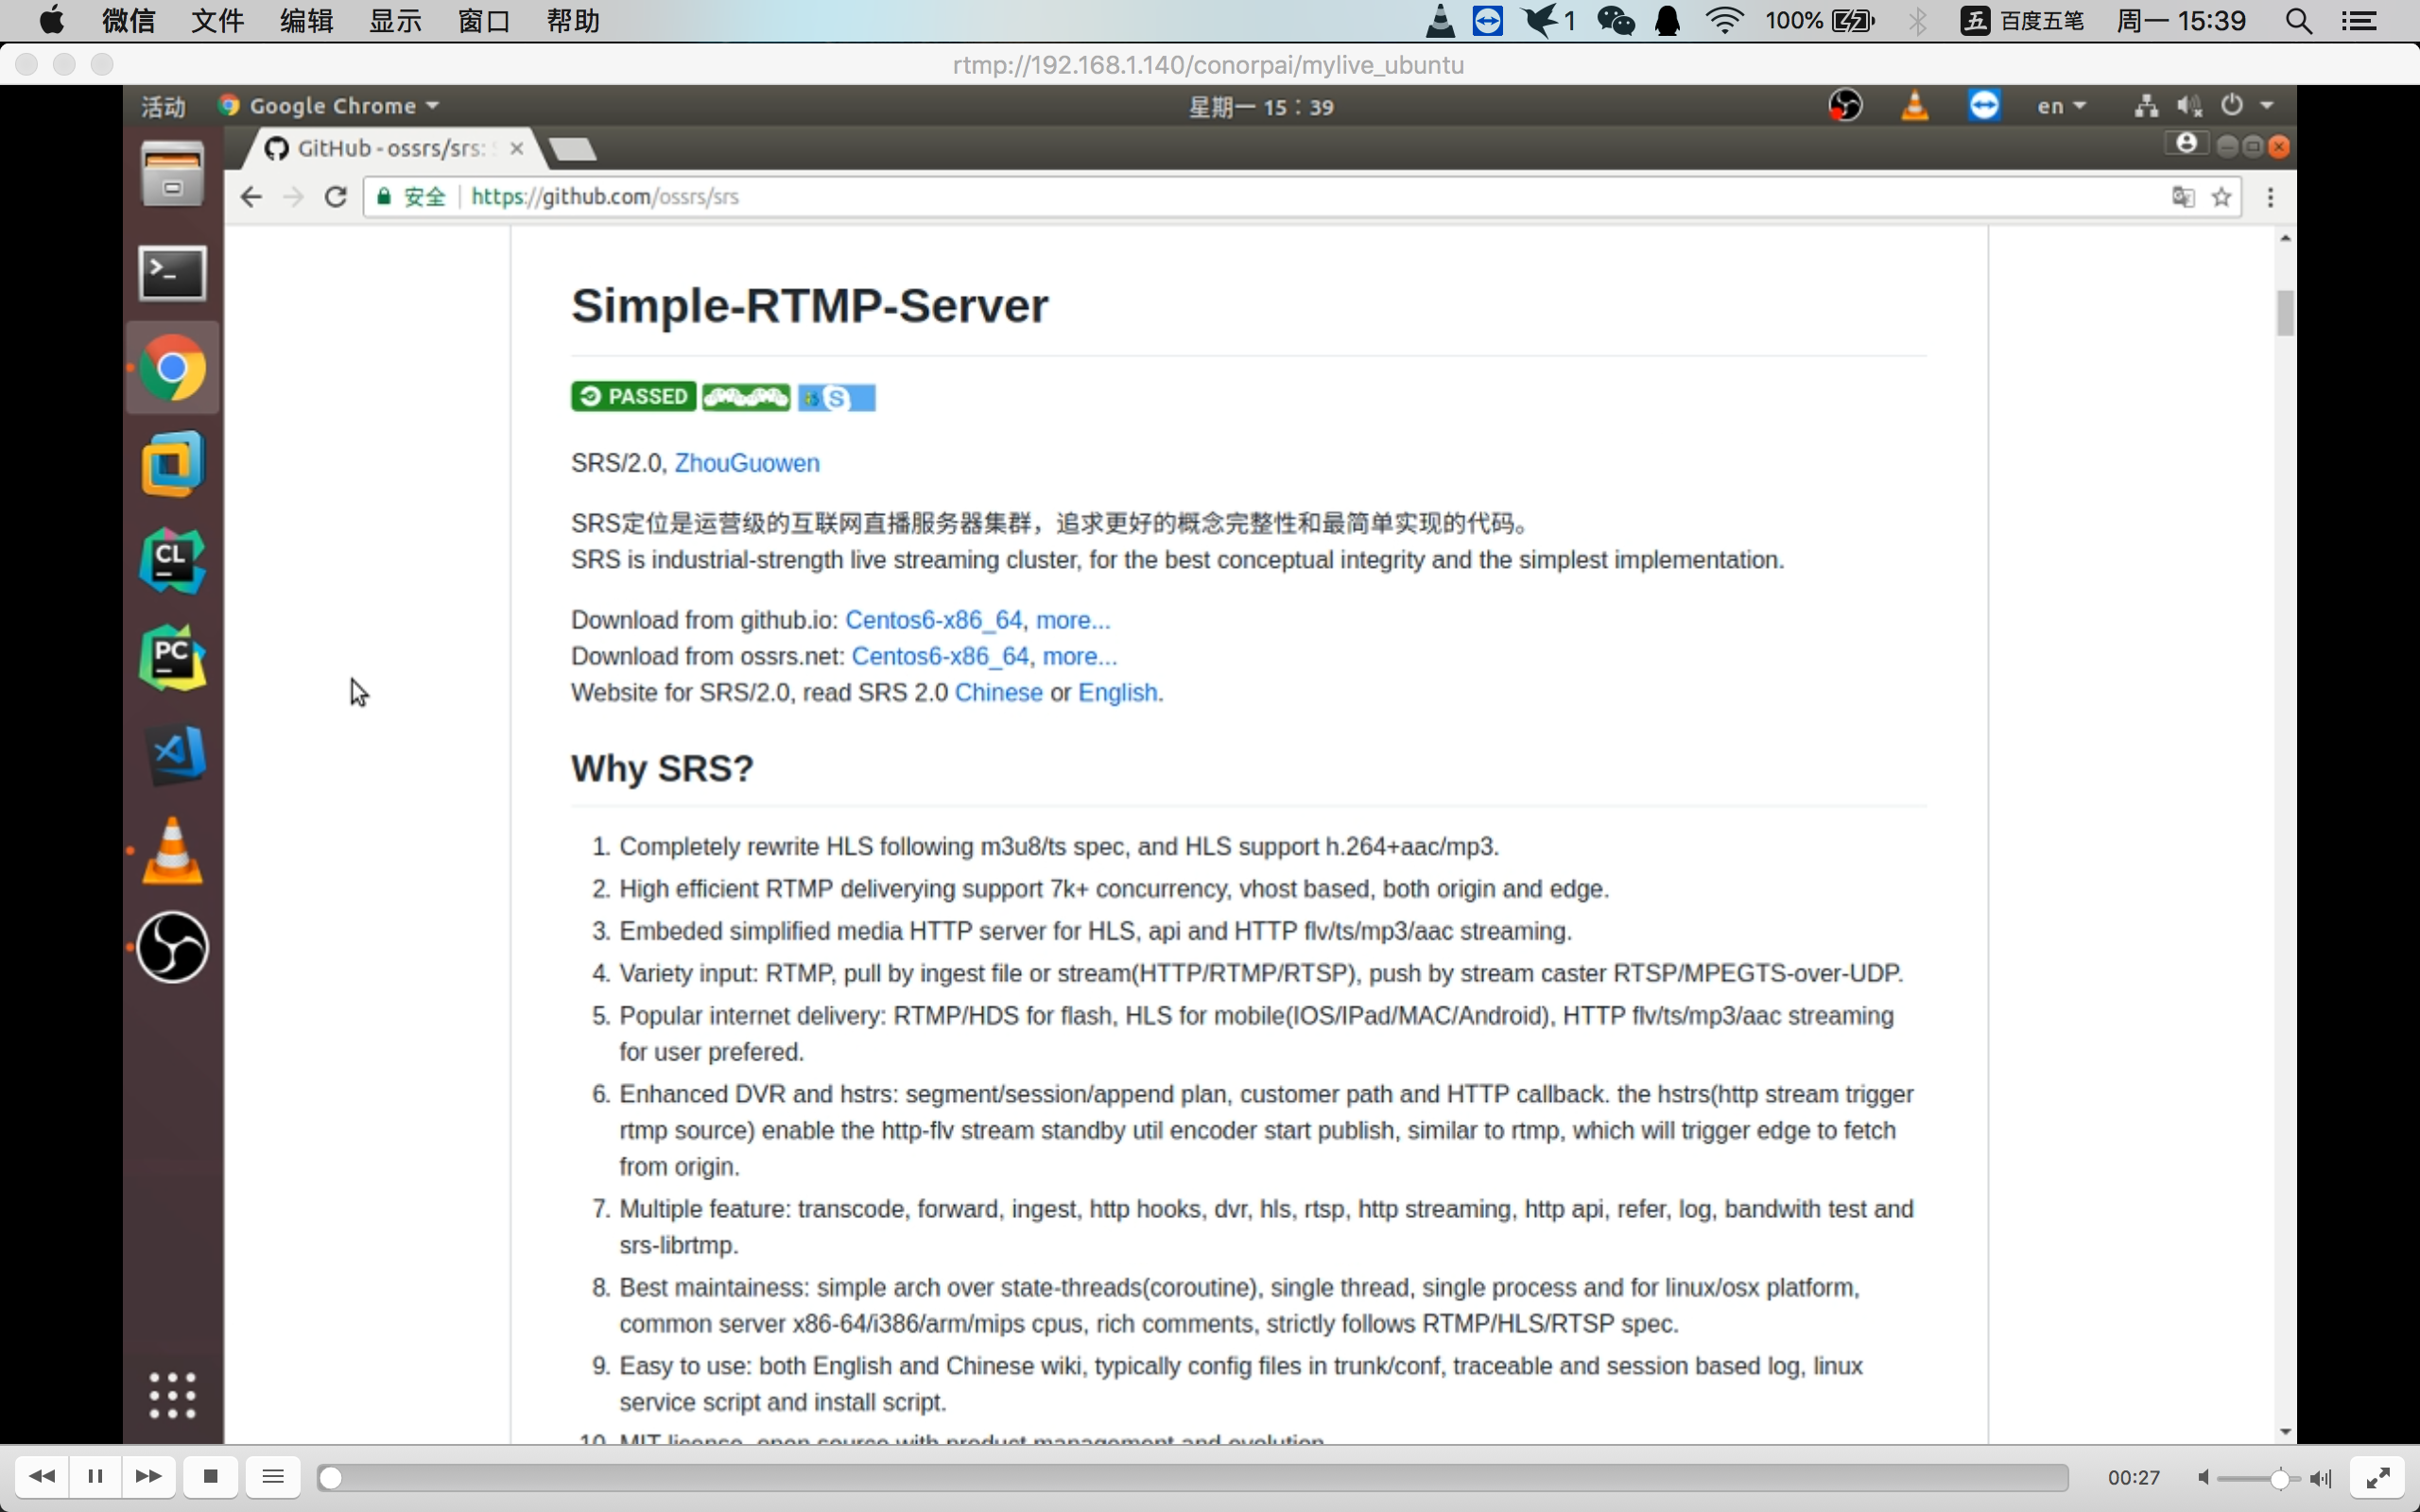 微信 文件 编辑 显示 窗口 帮助 1 100% 五 百度五笔 周一 15:39
rtmp://192.168.1.140/conorpai/mylive_ubuntu
活动 Google Chrome 星期一 15：39 en
GitHub - ossrs/srs:
安全 https://github.com/ossrs/srs
Simple-RTMP-Server
PASSED
SRS/2.0, ZhouGuowen
SRS定位是运营级的互联网直播服务器集群，追求更好的概念完整性和最简单实现的代码。
SRS is industrial-strength live streaming cluster, for the best conceptual integrity and the simplest implementation.
Download from github.io: Centos6-x86_64, more...
Download from ossrs.net: Centos6-x86_64, more...
Website for SRS/2.0, read SRS 2.0 Chinese or English.
Why SRS?
1. Completely rewrite HLS following m3u8/ts spec, and HLS support h.264+aac/mp3.
2. High efficient RTMP deliverying support 7k+ concurrency, vhost based, both origin and edge.
3. Embeded simplified media HTTP server for HLS, api and HTTP flv/ts/mp3/aac streaming.
4. Variety input: RTMP, pull by ingest file or stream(HTTP/RTMP/RTSP), push by stream caster RTSP/MPEGTS-over-UDP.
5. Popular internet delivery: RTMP/HDS for flash, HLS for mobile(IOS/IPad/MAC/Android), HTTP flv/ts/mp3/aac streaming
for user prefered.
6. Enhanced DVR and hstrs: segment/session/append plan, customer path and HTTP callback. the hstrs(http stream trigger
rtmp source) enable the http-flv stream standby util encoder start publish, similar to rtmp, which will trigger edge to fetch
from origin.
7. Multiple feature: transcode, forward, ingest, http hooks, dvr, hls, rtsp, http streaming, http api, refer, log, bandwith test and
srs-librtmp.
8. Best maintainess: simple arch over state-threads(coroutine), single thread, single process and for linux/osx platform,
common server x86-64/i386/arm/mips cpus, rich comments, strictly follows RTMP/HLS/RTSP spec.
9. Easy to use: both English and Chinese wiki, typically config files in trunk/conf, traceable and session based log, linux
service script and install script.
10. MIT license, open source with product management and evolution.
CL
PC
00:27